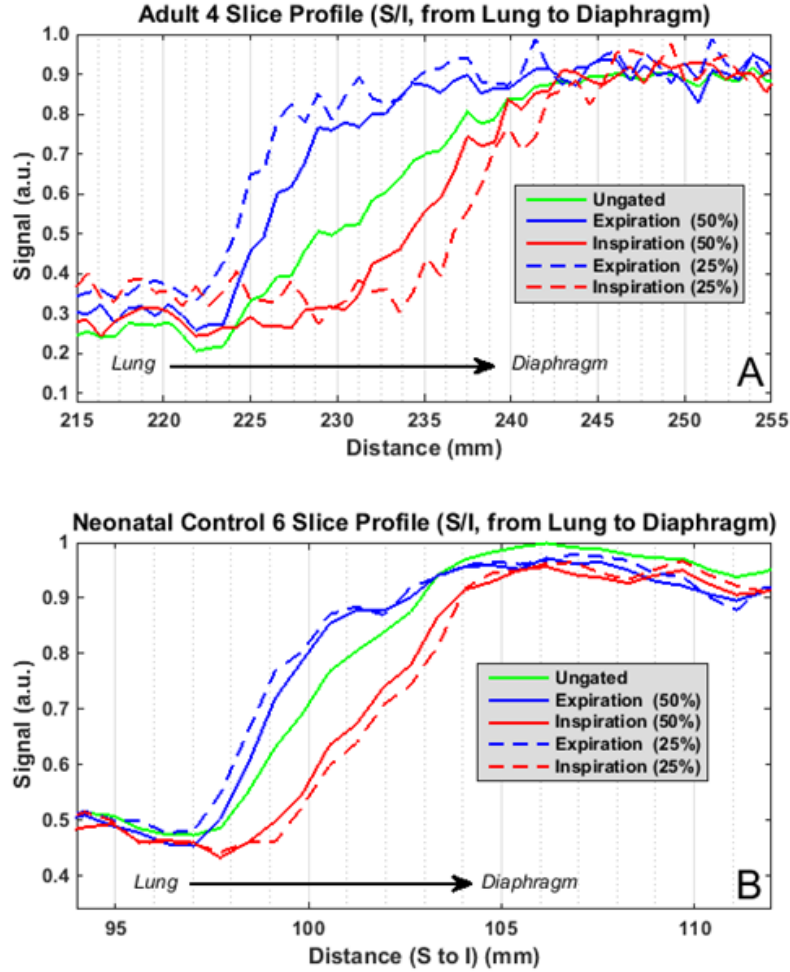 Adult 4 Slice Profile (S/I, from Lung to Diaphragm)
1.0
0.9
0.8
0.7
0.6
0.5
0.4
0.3
0.2
0.1
Signal (a.u.)
Ungated
Expiration (50%)
Inspiration (50%)
Expiration (25%)
Inspiration (25%)
Lung
Diaphragm
A
215 220 225 230 235 240 245 250 255
Distance (mm)
Neonatal Control 6 Slice Profile (S/I, from Lung to Diaphragm)
1
0.9
0.8
0.7
0.6
0.5
0.4
Signal (a.u.)
Ungated
Expiration (50%)
Inspiration (50%)
Expiration (25%)
Inspiration (25%)
Lung
Diaphragm
B
95 100 105 110
Distance (S to I) (mm)